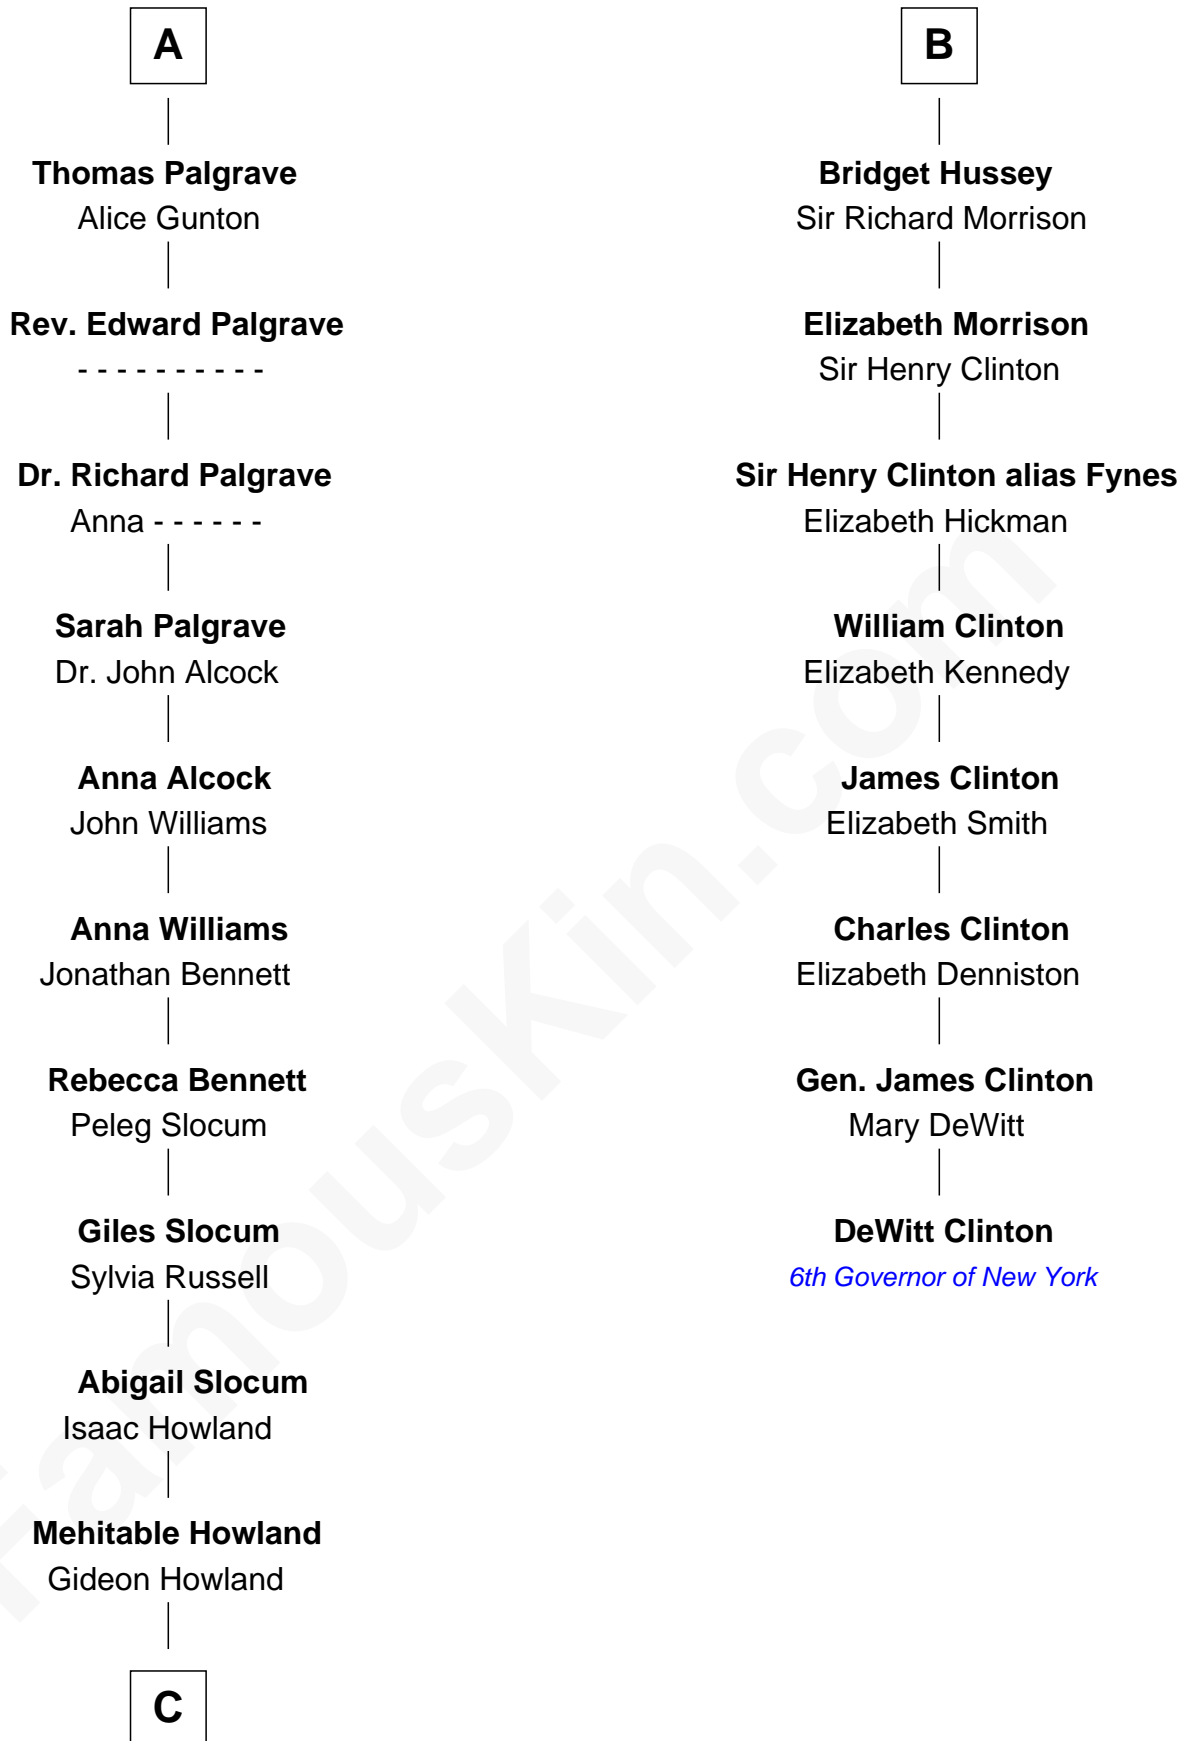 A
Thomas Palgrave
Alice Gunton
Rev. Edward Palgrave
- - - - - - - - - -
Dr. Richard Palgrave
Anna - - - - - -
Sarah Palgrave
Dr. John Alcock
Anna Alcock
John Williams
Anna Williams
Jonathan Bennett
Rebecca Bennett
Peleg Slocum
Giles Slocum
Sylvia Russell
Abigail Slocum
Isaac Howland
Mehitable Howland
Gideon Howland
C
B
Bridget Hussey
Sir Richard Morrison
Elizabeth Morrison
Sir Henry Clinton
Sir Henry Clinton alias Fynes
Elizabeth Hickman
William Clinton
Elizabeth Kennedy
James Clinton
Elizabeth Smith
Charles Clinton
Elizabeth Denniston
Gen. James Clinton
Mary DeWitt
DeWitt Clinton
6th Governor of New York
FamousKin.com